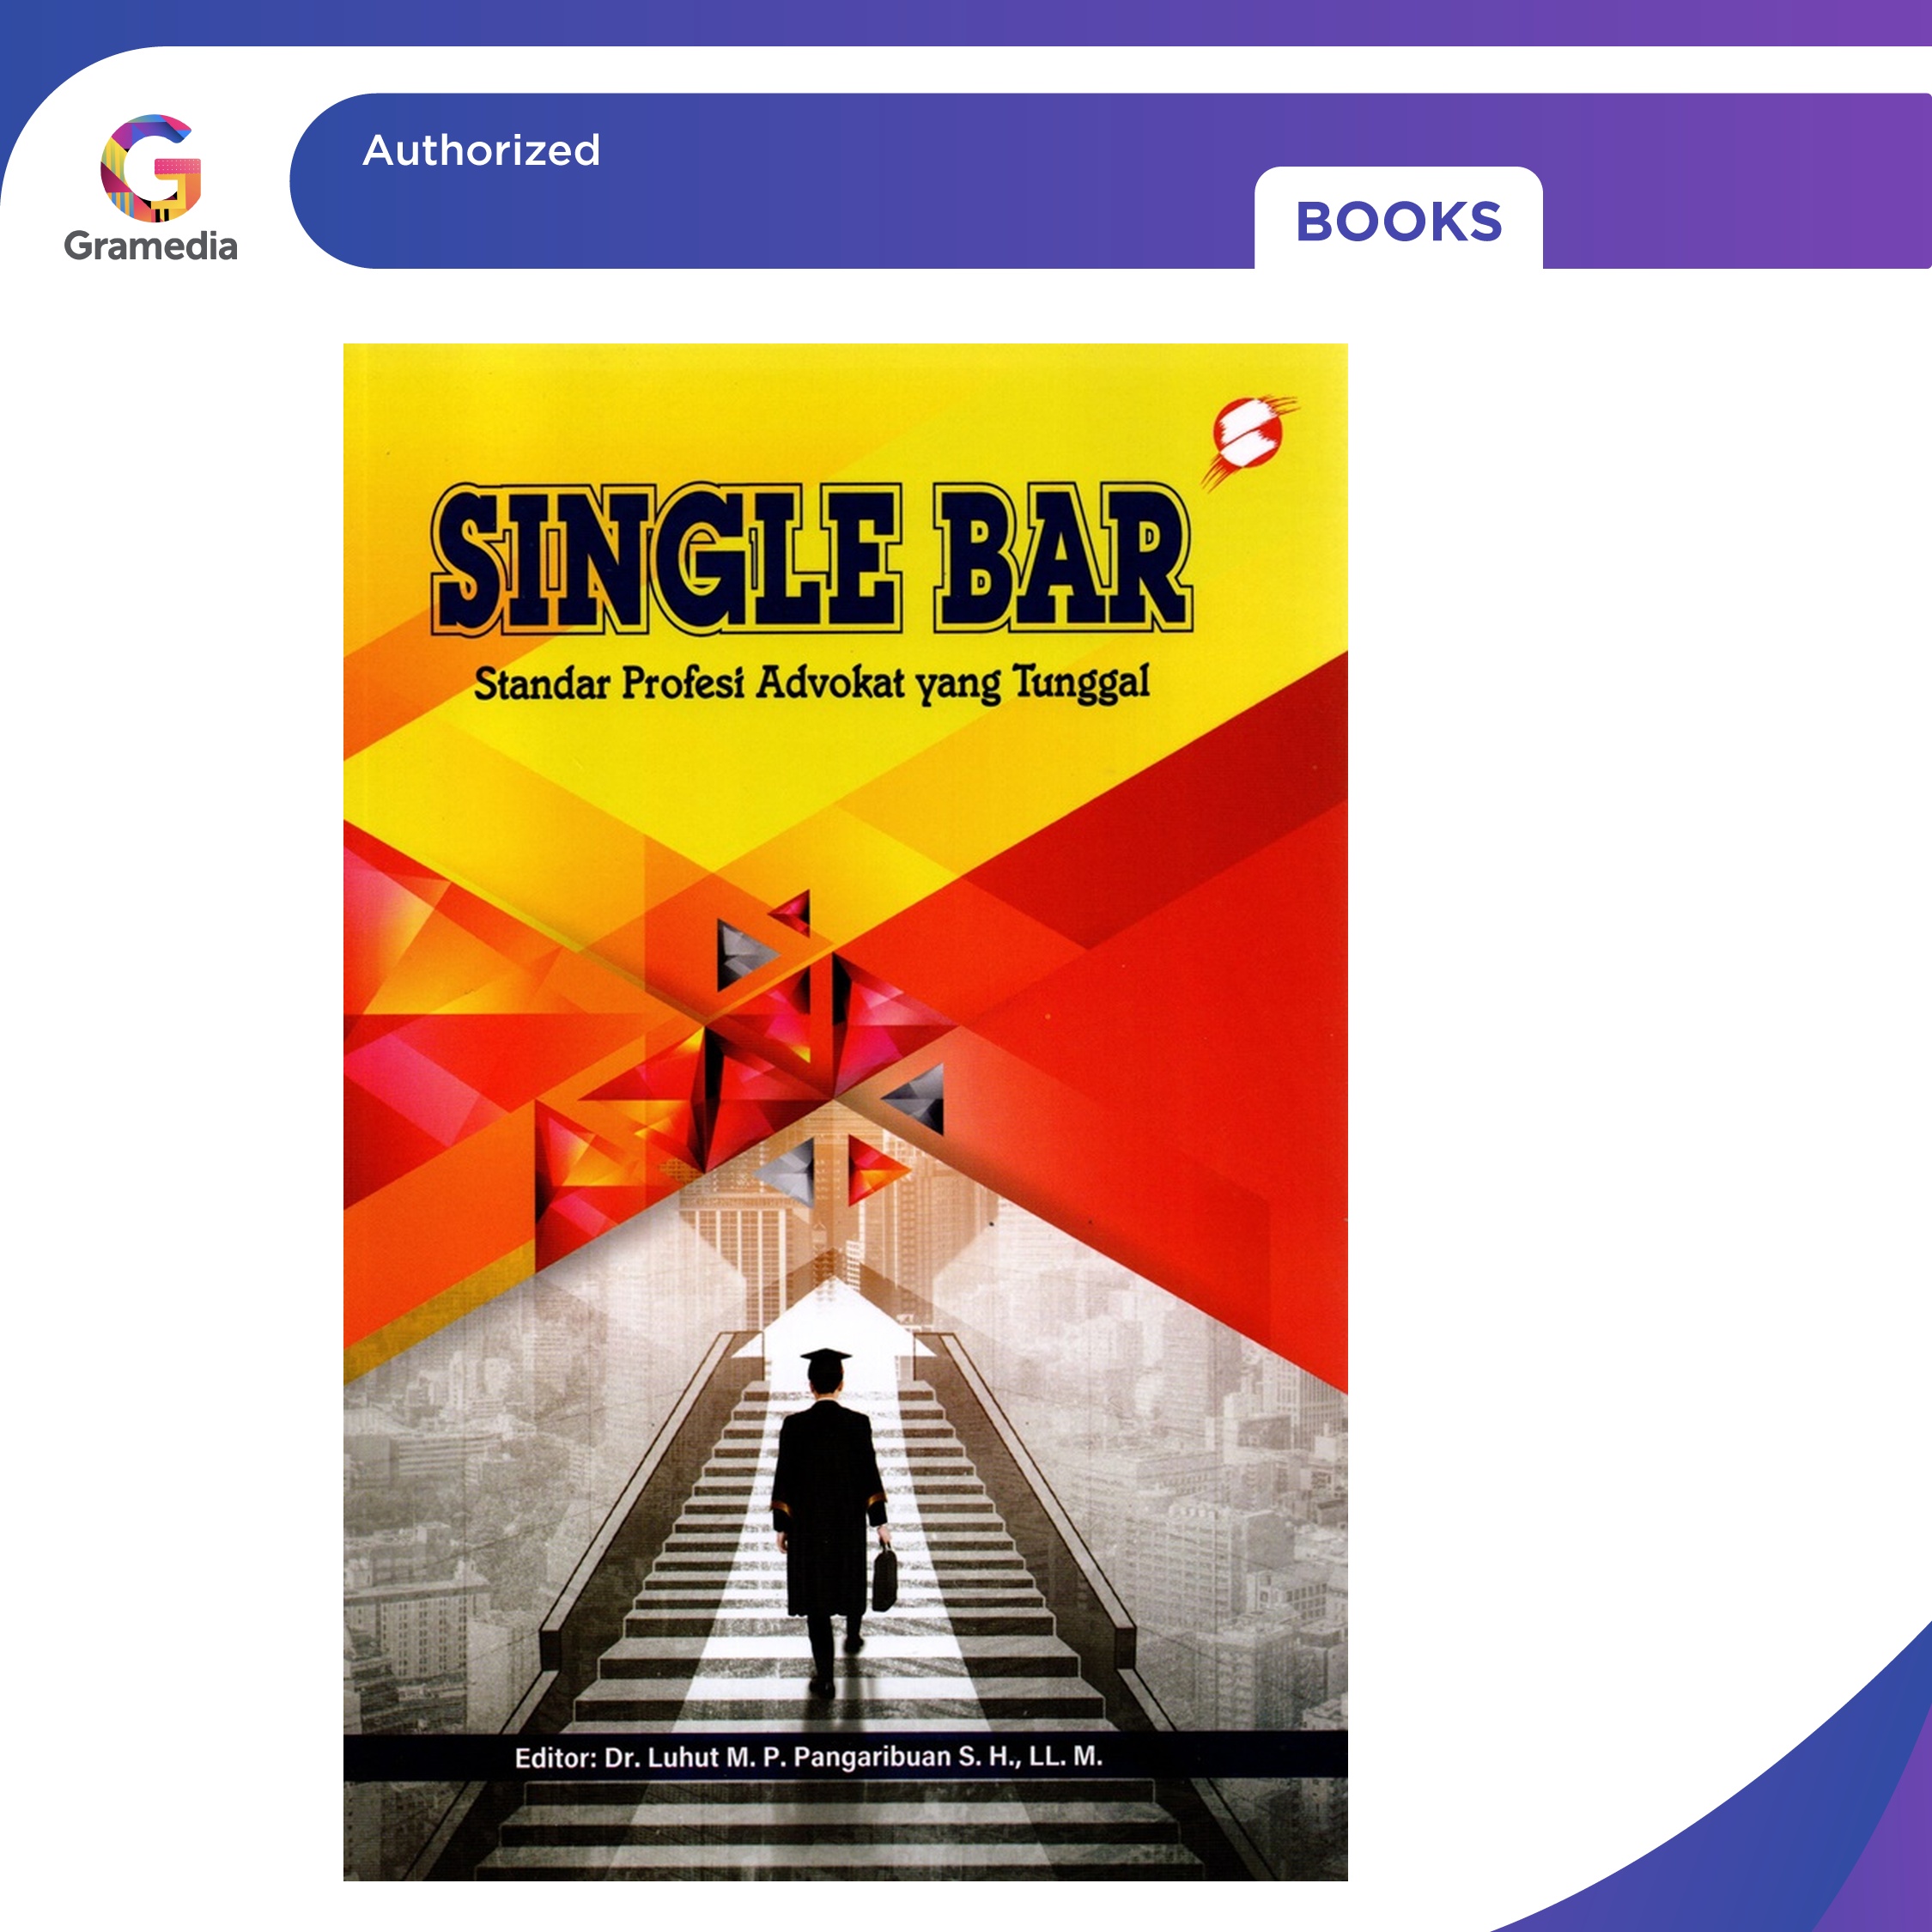 Gramedia
Authorized
BOOKS
SINGLE BAR
Standar Profesi Advokat yang Tunggal
Editor: Dr. Luhut M. P. Pangaribuan S. H., LL. M.